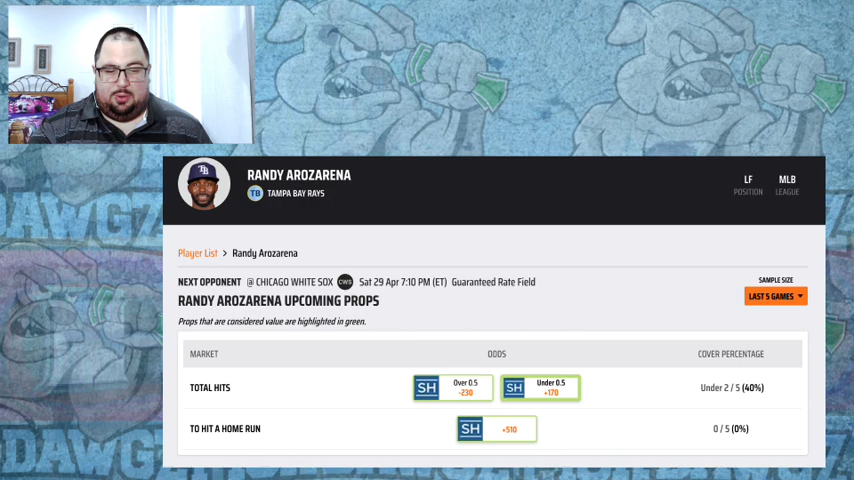 RANDY AROZARENA
TB TAMPA BAY RAYS
LF
POSITION
MLB
LEAGUE
Player List > Randy Arozarena
NEXT OPPONENT @ CHICAGO WHITE SOX CWS Sat 29 Apr 7:10 PM (ET) Guaranteed Rate Field
RANDY AROZARENA UPCOMING PROPS
SAMPLE SIZE
LAST 5 GAMES
Props that are considered value are highlighted in green.
MARKET ODDS COVER PERCENTAGE
TOTAL HITS
SH Over 0.5
-230
SH Under 0.5
+170
Under 2 / 5 (40%)
TO HIT A HOME RUN SH +510 0 / 5 (0%)
DAWGZ
DAWGZ